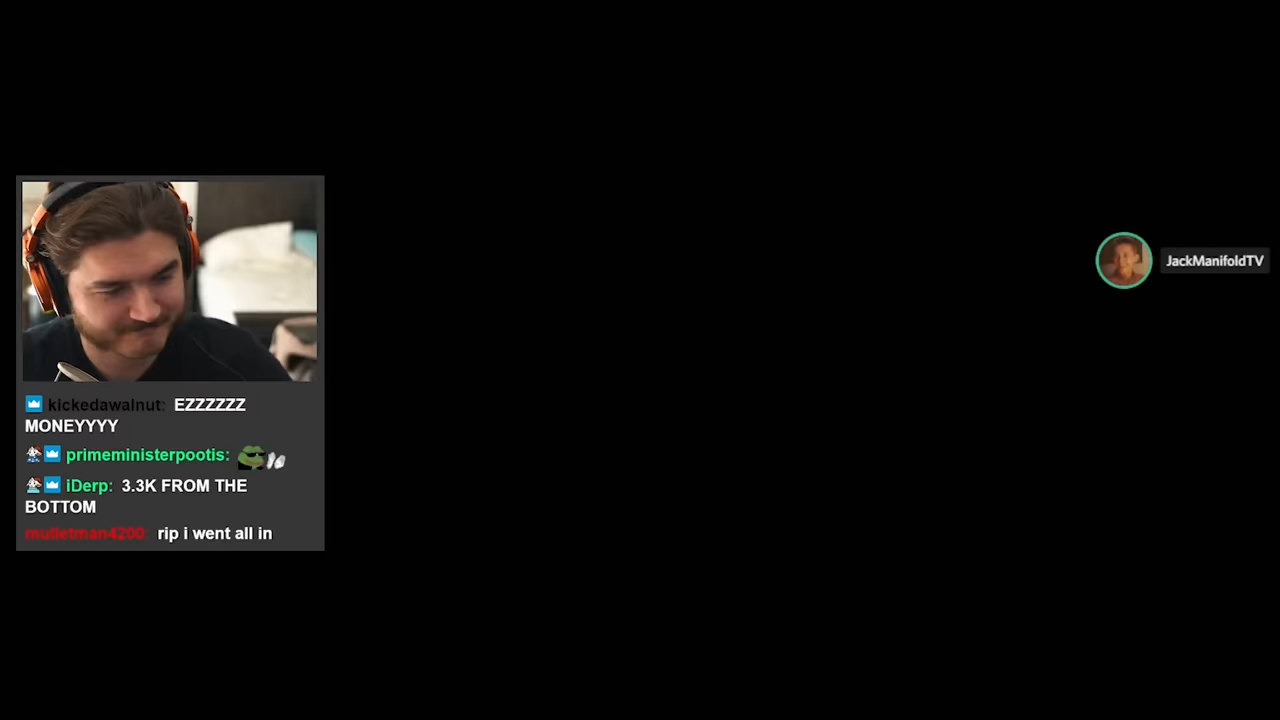 kickedawalnut: EZZZZZZ
MONEYYYY
primeministerpootis:
iDerp: 3.3K FROM THE
BOTTOM
mulletman4200: rip i went all in
JackManifoldTV